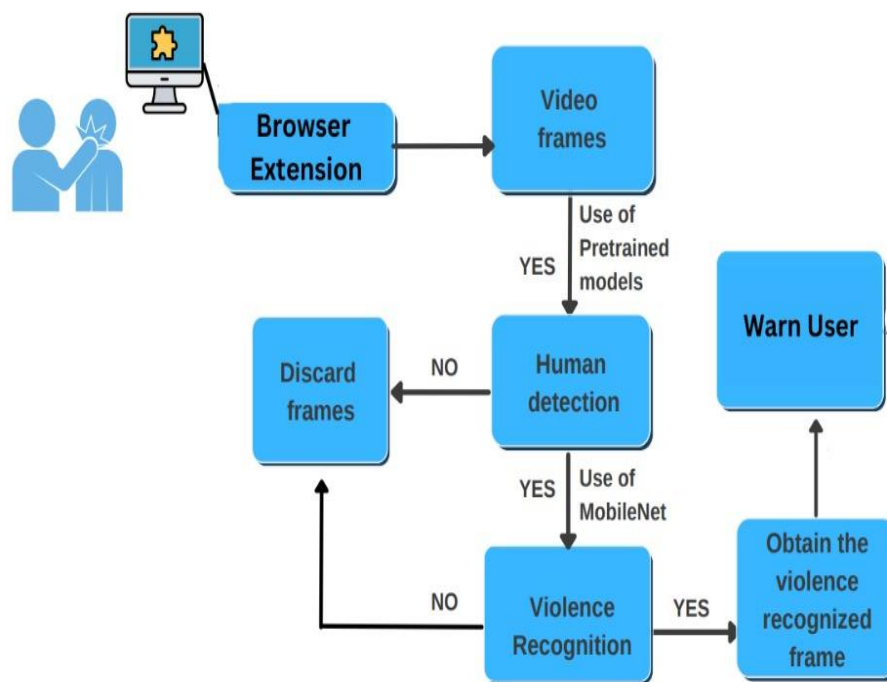 Browser
Extension
Video
frames
YES
Use of
Pretrained
models
Warn User
Discard
frames
NO
Human
detection
YES
Use of
MobileNet
NO
Violence
Recognition
YES
Obtain the
violence
recognized
frame